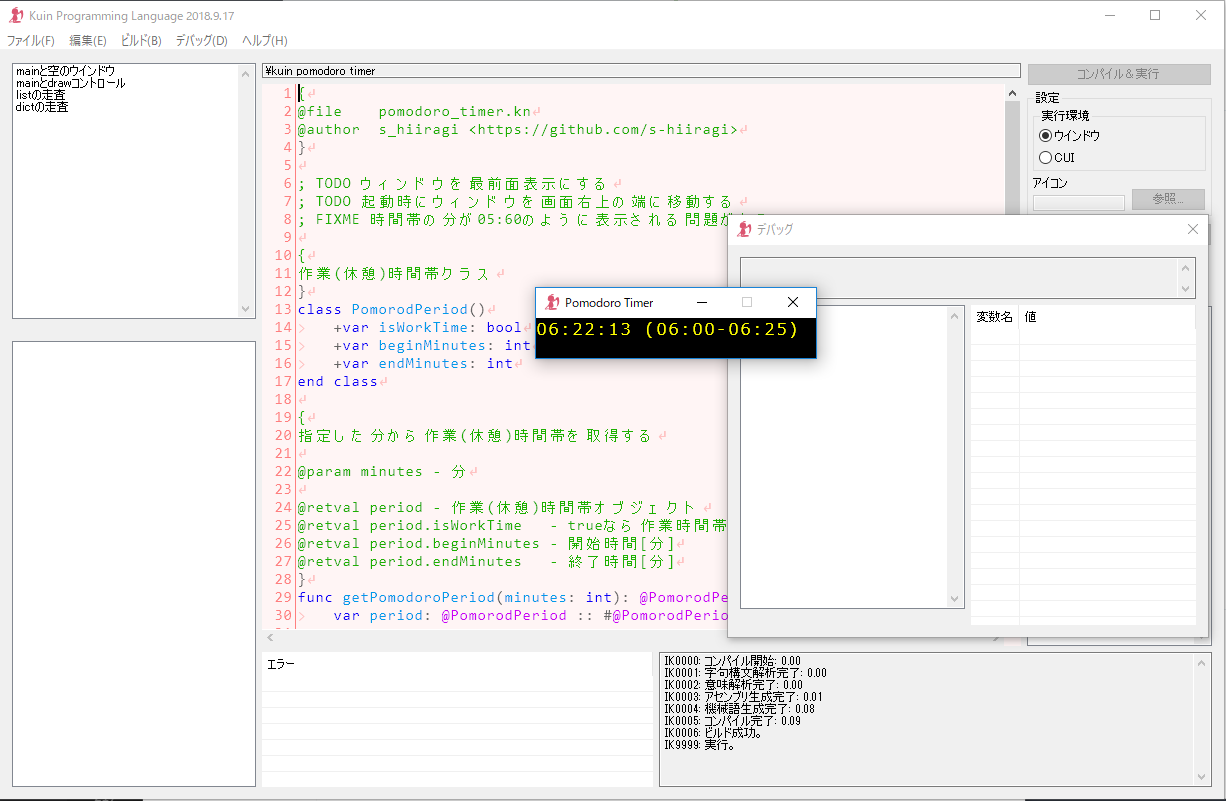 Kuin Programming Language 2018.9.17
ファイル(F) 編集(E) ビルド(B) デバッグ(D) ヘルプ(H)
mainと空のウインドウ
mainとdrawコントロール
listの走査
dictの走査
¥kuin pomodoro timer
1 {
2 @file pomodoro_timer.kn
3 @author s_hiiragi <https://github.com/s-hiiragi>
4 }
5
6 ; TODO ウィンドウを最前面表示にする
7 ; TODO 起動時にウィンドウを画面右上の端に移動する
8 ; FIXME 時間帯の分が05:60のように表示される問題が
9
10 {
11 作業(休憩)時間帯クラス
12 }
13 class PomorodPeriod()
14 +var isWorkTime: bool
15 +var beginMinutes: int
16 +var endMinutes: int
17 end class
18
19 {
20 指定した分から作業(休憩)時間帯を取得する
21
22 @param minutes - 分
23
24 @retval period - 作業(休憩)時間帯オブジェクト
25 @retval period.isWorkTime - trueなら作業時間帯
26 @retval period.beginMinutes - 開始時間[分]
27 @retval period.endMinutes - 終了時間[分]
28 }
29 func getPomodoroPeriod(minutes: int): @PomorodPe
30 var period: @PomorodPeriod :: #@PomorodPerio
コンパイル&実行
設定
実行環境
ウインドウ
CUI
アイコン
参照...
デバッグ
変数名 値
Pomodoro Timer
06:22:13 (06:00-06:25)
エラー
IK0000: コンパイル開始: 0.00
IK0001: 字句構文解析完了: 0.00
IK0002: 意味解析完了: 0.00
IK0003: アセンブリ生成完了: 0.01
IK0004: 機械語生成完了: 0.08
IK0005: コンパイル完了: 0.09
IK0006: ビルド成功。
IK9999: 実行。